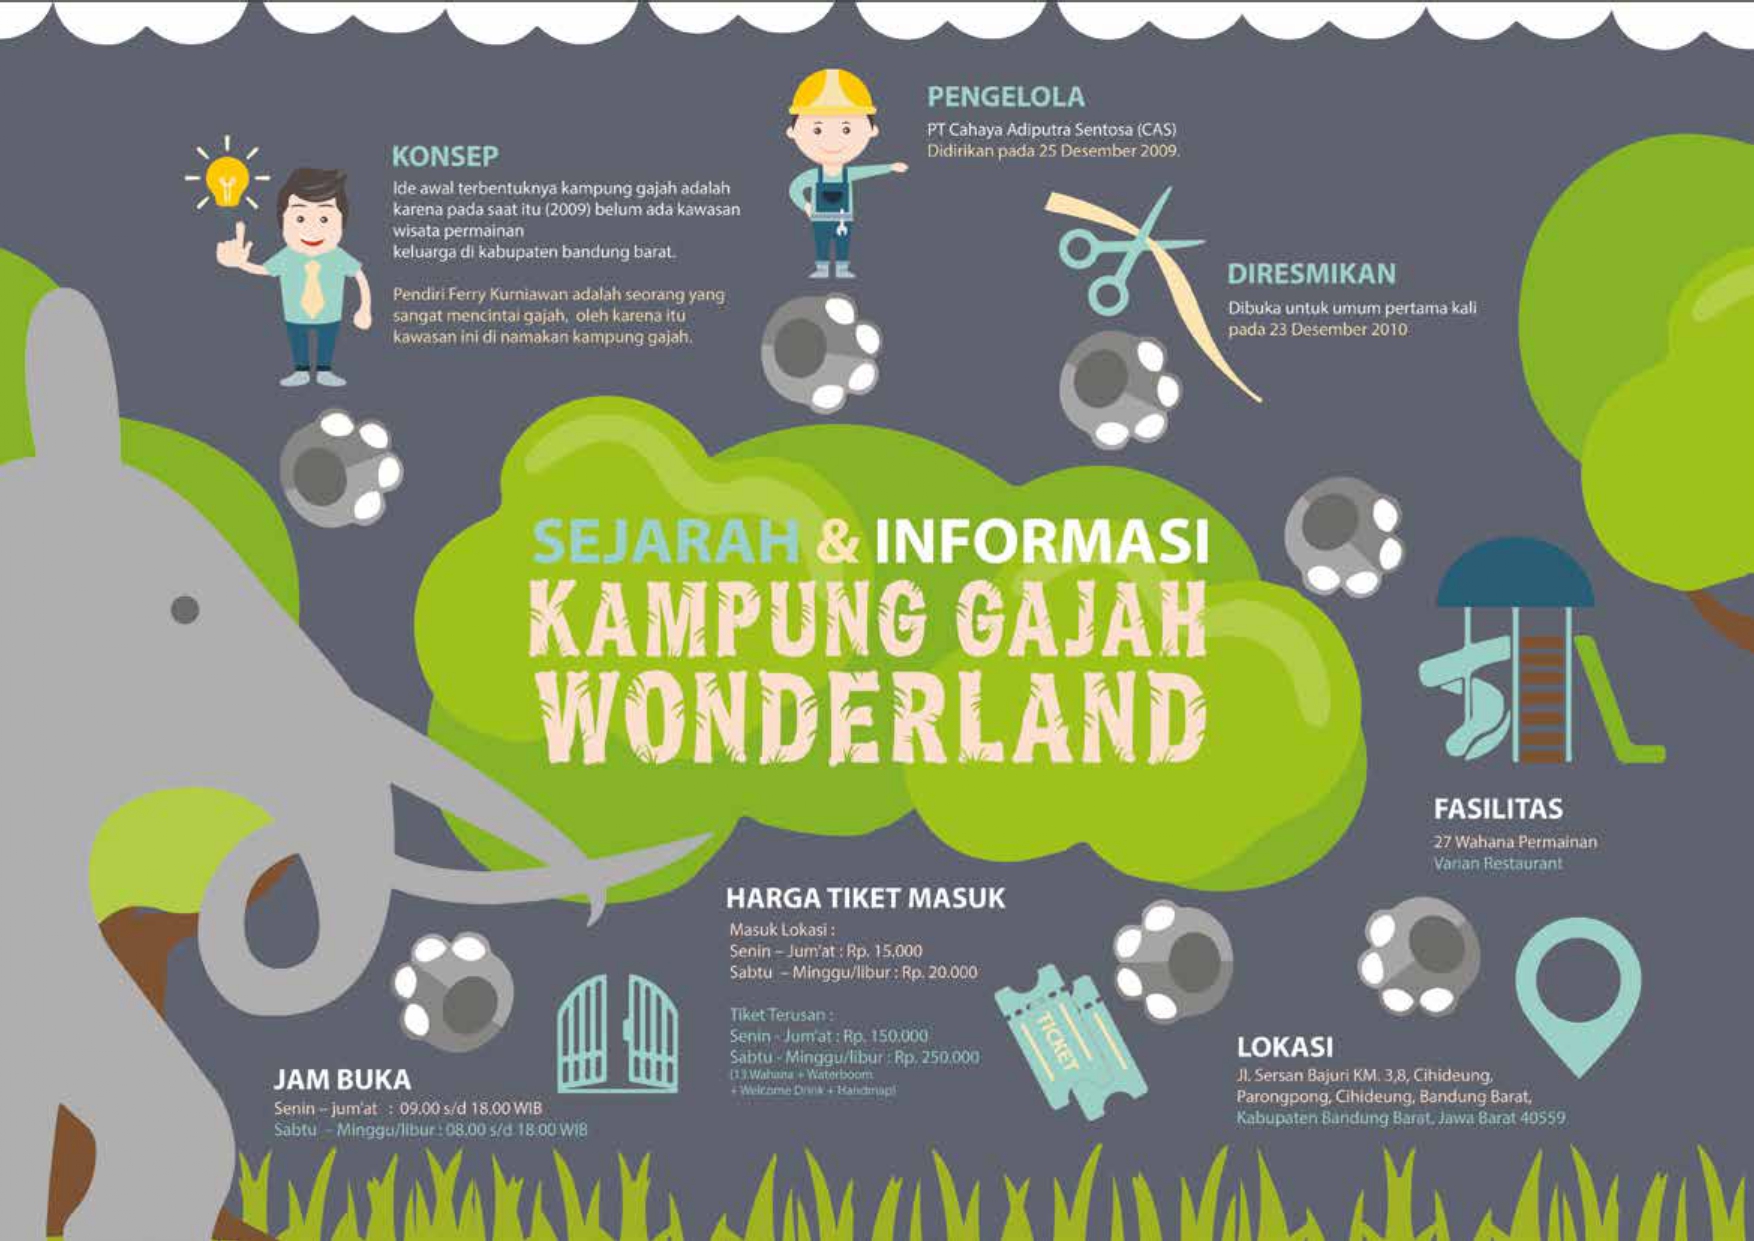 KONSEP
Ide awal terbentuknya kampung gajah adalah
karena pada saat itu (2009) belum ada kawasan
wisata permainan
keluarga di kabupaten bandung barat.
Pendiri Ferry Kurniawan adalah seorang yang
sangat mencintai gajah, oleh karena itu
kawasan ini di namakan kampung gajah.
PENGELOLA
PT Cahaya Adiputra Sentosa (CAS)
Didirikan pada 25 Desember 2009.
DIRESMIKAN
Dibuka untuk umum pertama kali
pada 23 Desember 2010
SEJARAH & INFORMASI
KAMPUNG GAJAH
WONDERLAND
FASILITAS
27 Wahana Permainan
Varian Restaurant
LOKASI
Jl. Sersan Bajuri KM. 3,8, Cihideung,
Parongpong, Cihideung, Bandung Barat,
Kabupaten Bandung Barat, Jawa Barat 40559
HARGA TIKET MASUK
Masuk Lokasi :
Senin – Jum'at : Rp. 15.000
Sabtu – Minggu/libur : Rp. 20.000
Tiket Terusan :
Senin - Jum'at : Rp. 150.000
Sabtu - Minggu/libur : Rp. 250.000
(13 Wahana + Waterboom
+ Welcome Drink + Handmap)
TICKET
JAM BUKA
Senin – jum'at : 09.00 s/d 18.00 WIB
Sabtu – Minggu/libur : 08.00 s/d 18.00 WIB